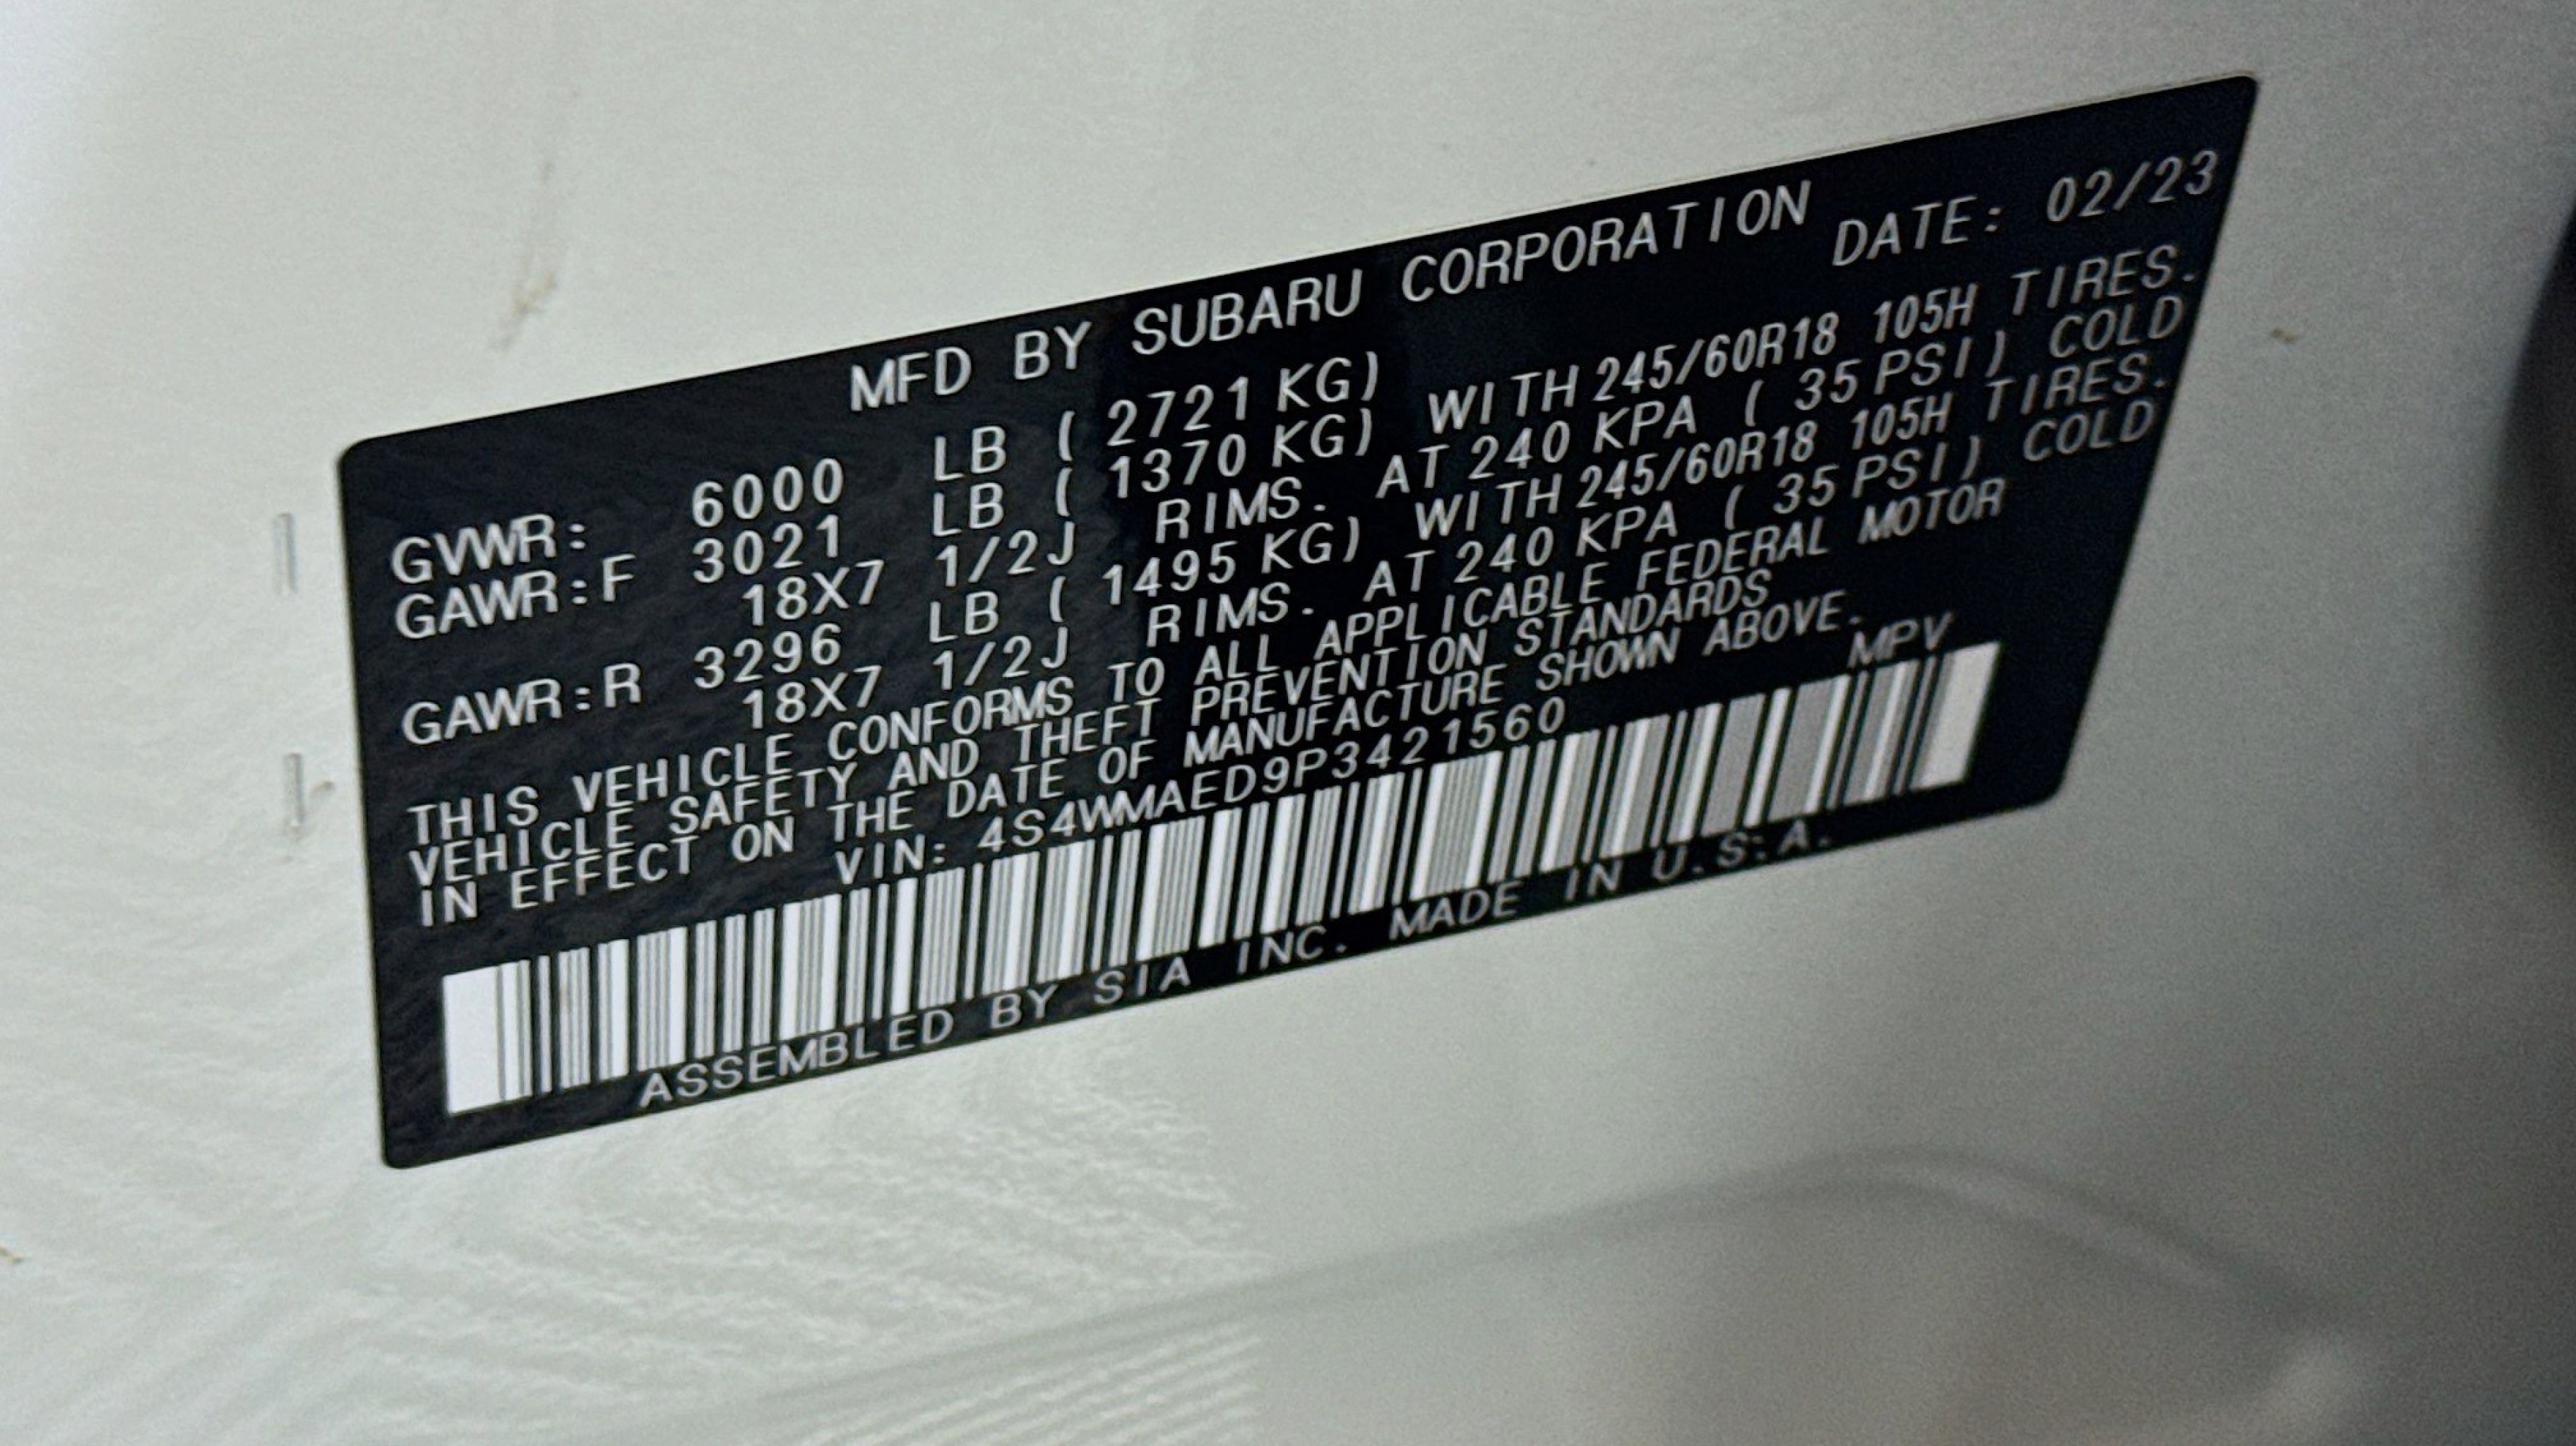 MFD BY SUBARU CORPORATION
DATE: 02/23
GVWR: 6000 LB ( 2721 KG)
GAWR:F 3021 LB ( 1370 KG) WITH 245/60R18 105H TIRES.
18X7 1/2J RIMS. AT 240 KPA ( 35 PSI) COLD
GAWR:R 3296 LB ( 1495 KG) WITH 245/60R18 105H TIRES.
18X7 1/2J RIMS. AT 240 KPA ( 35 PSI) COLD
THIS VEHICLE CONFORMS TO ALL APPLICABLE FEDERAL MOTOR
VEHICLE SAFETY AND THEFT PREVENTION STANDARDS
IN EFFECT ON THE DATE OF MANUFACTURE SHOWN ABOVE.
VIN: 4S4WMAED9P3421560 MPV
ASSEMBLED BY SIA INC. MADE IN U.S.A.